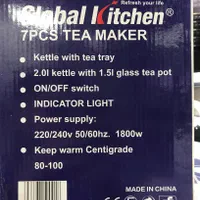 Refresh your life
Global Kitchen®
7PCS TEA MAKER
Kettle with tea tray
2.0l kettle with 1.5l glass tea pot
ON/OFF switch
INDICATOR LIGHT
Power supply:
220/240v 50/60hz. 1800w
Keep warm Centigrade
80-100
MADE IN CHINA